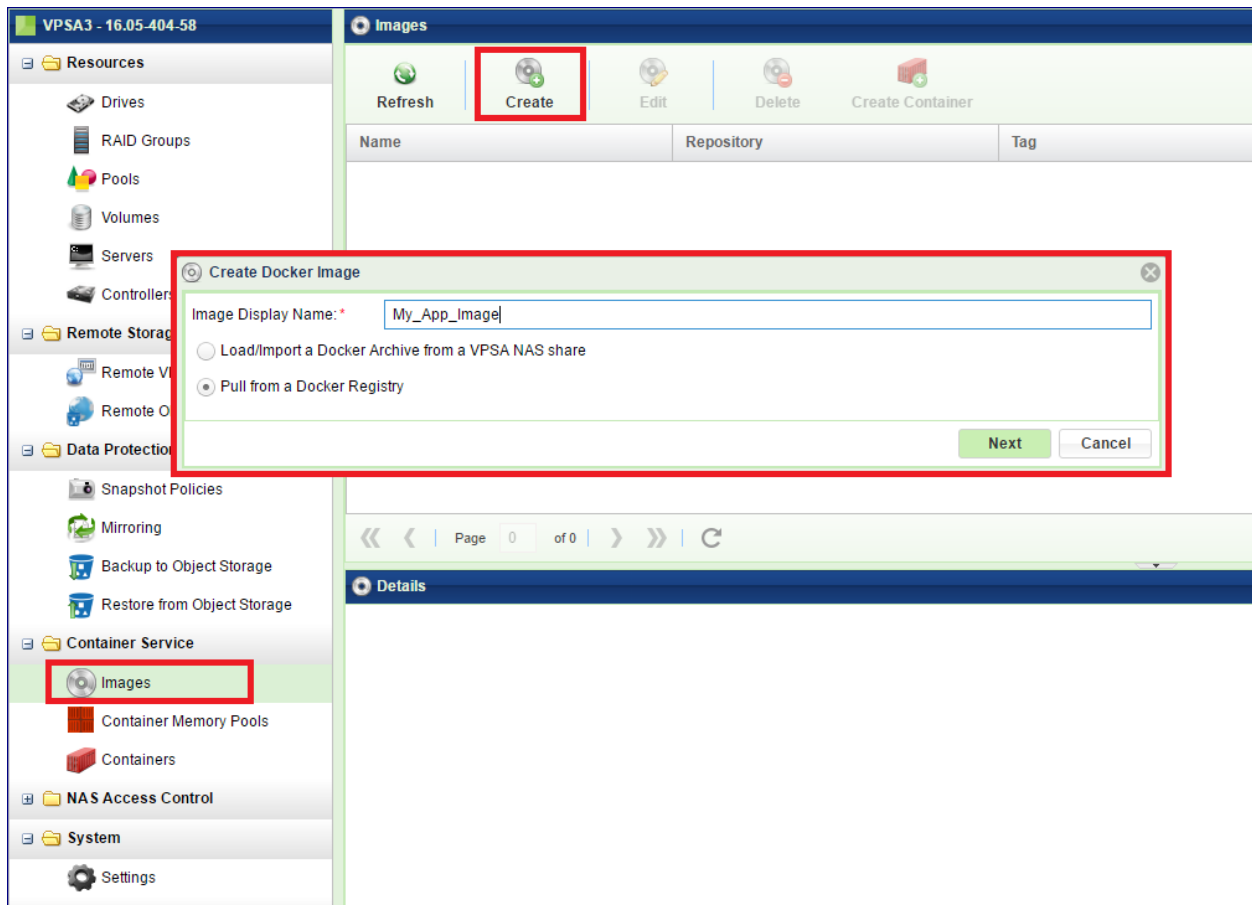 VPSA3 - 16.05-404-58
Resources
Drives
RAID Groups
Pools
Volumes
Servers
Controllers
Remote Storag
Remote
Remote
Data Protection
Snapshot Policies
Mirroring
Backup to Object Storage
Restore from Object Storage
Container Service
Images
Container Memory Pools
Containers
NAS Access Control
System
Settings
Images
Refresh Create Edit Delete Create Container
Name Repository Tag
Create Docker Image
Image Display Name:* My_App_Image
Load/Import a Docker Archive from a VPSA NAS share
Pull from a Docker Registry
Next Cancel
Page 0 of 0
Details